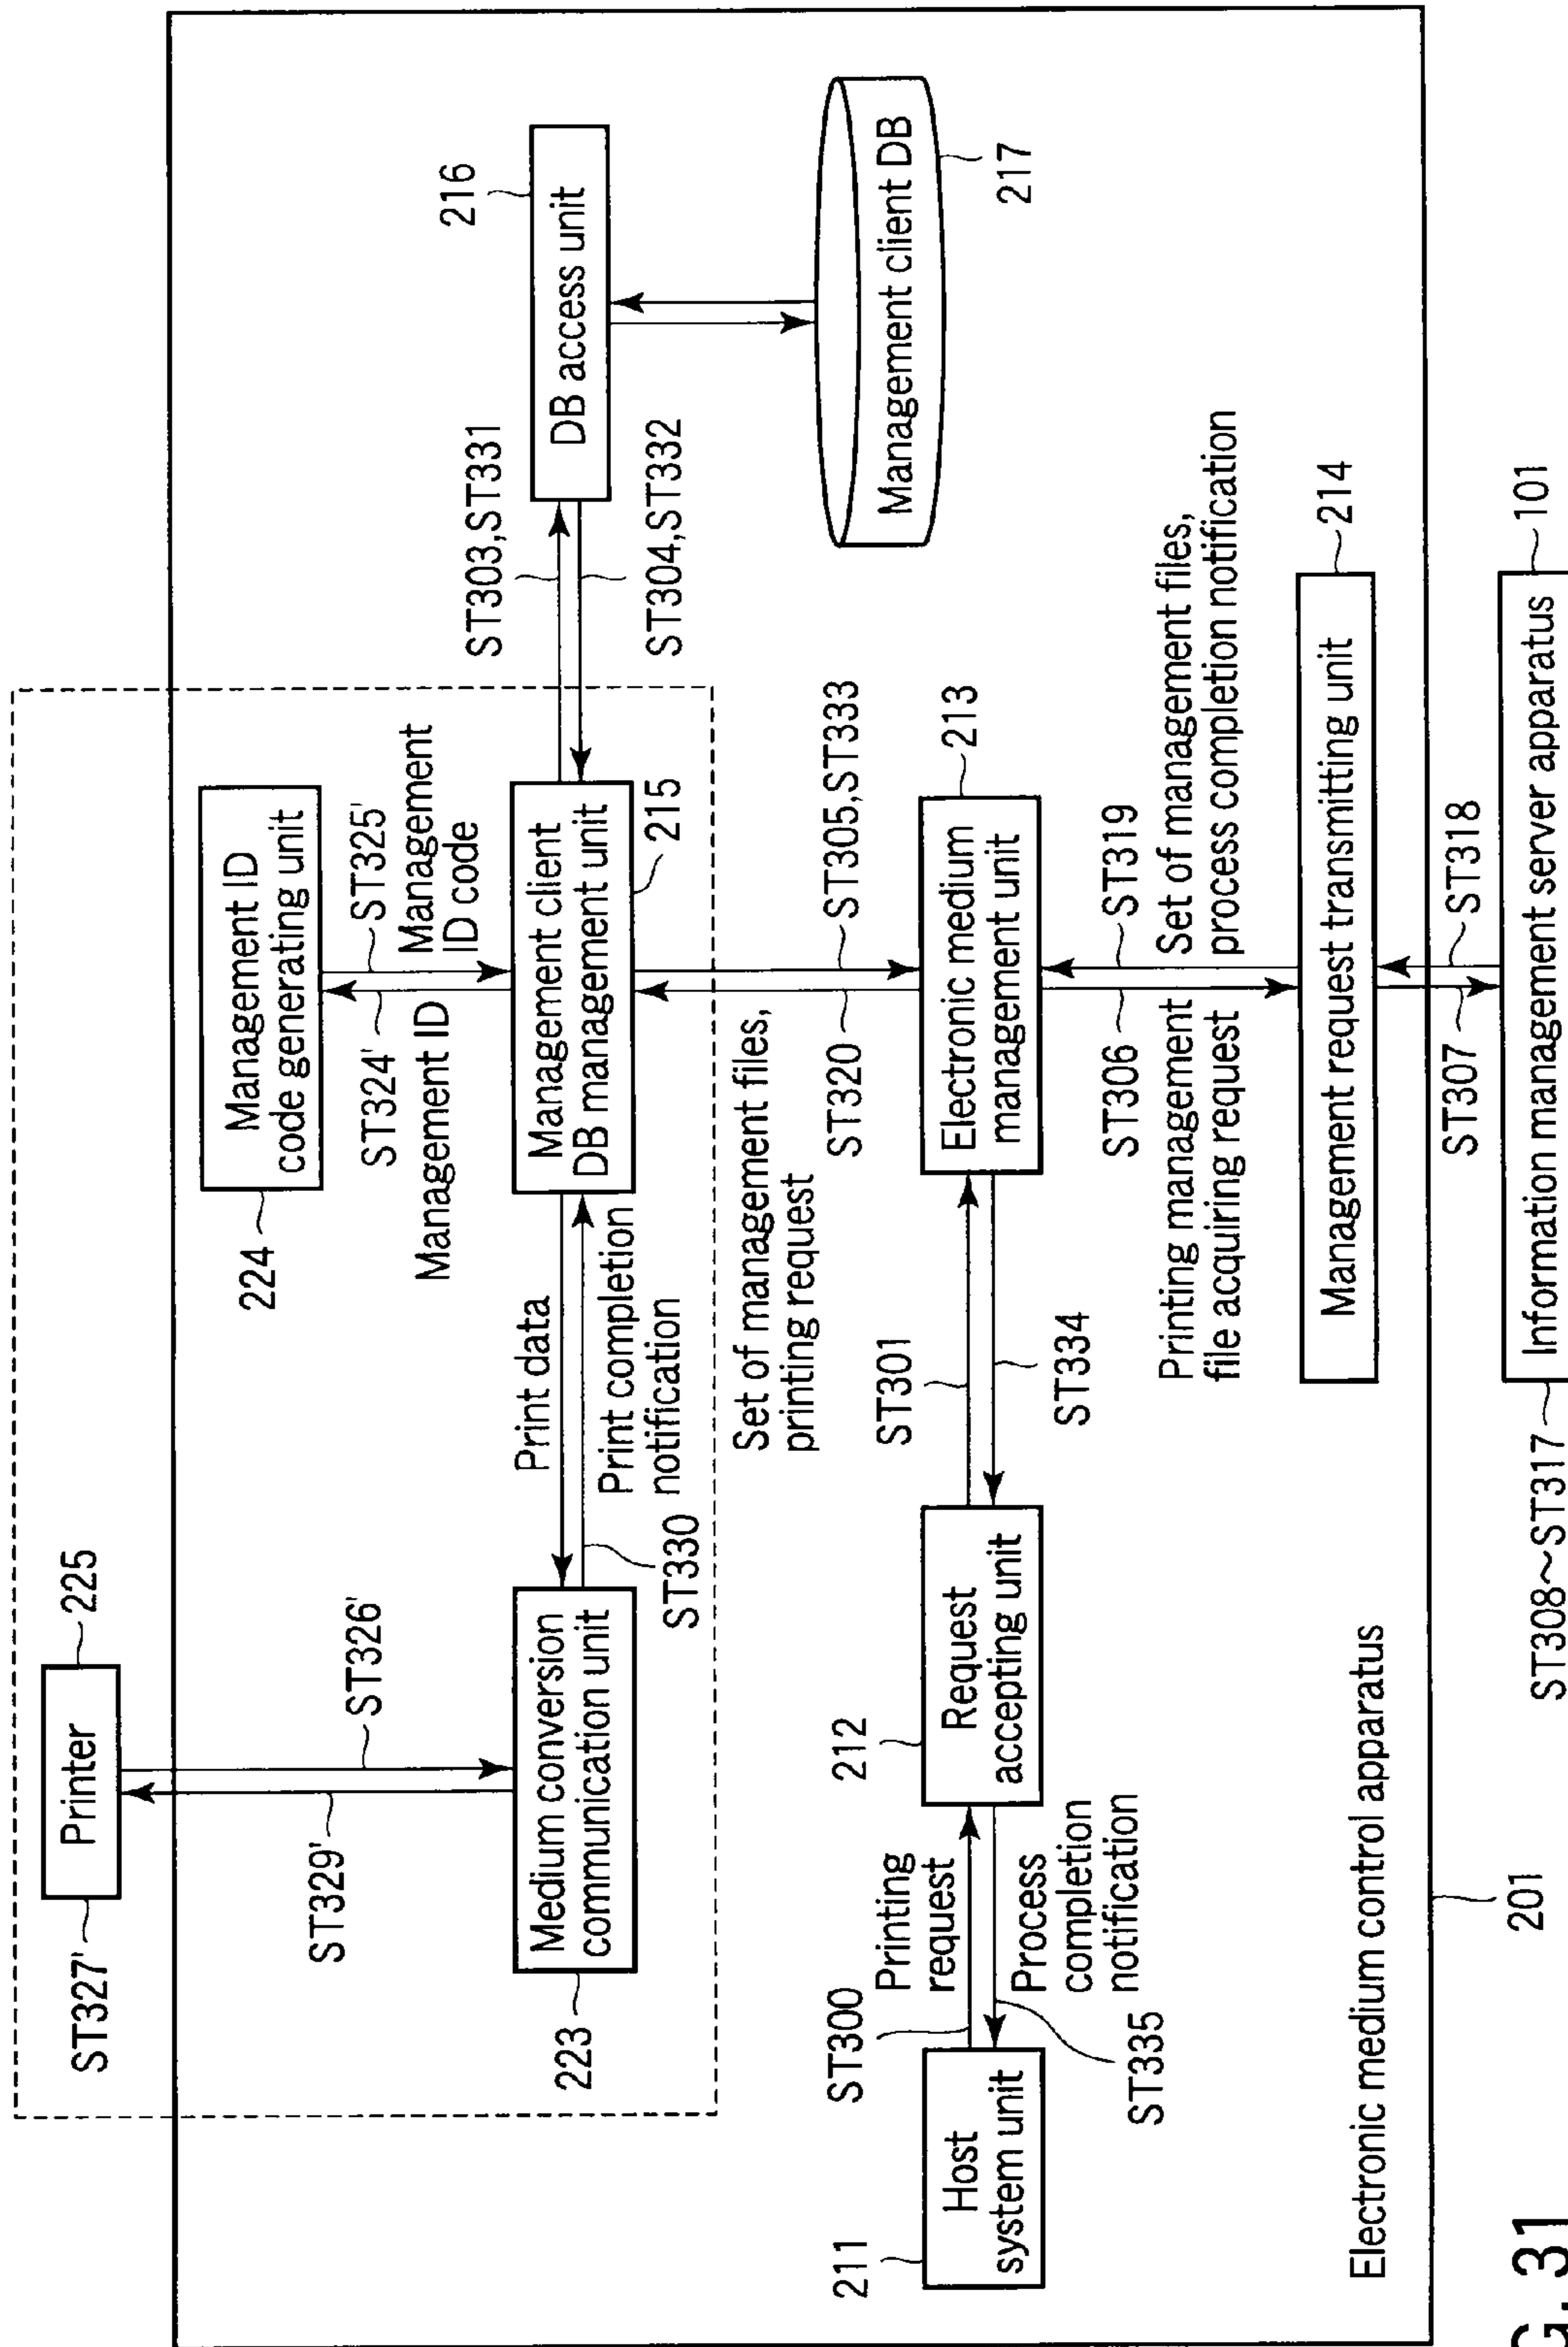 ST327'
Printer
225
ST329'
ST326'
224
Management ID
code generating unit
ST324'
Management ID
ST325'
Management
ID code
223
Medium conversion
communication unit
Print data
Print completion
notification
ST330
Management client
DB management unit
215
ST303,ST331
ST304,ST332
216
DB access unit
Management client DB
217
Set of management files,
printing request
ST320
ST305,ST333
211
Host
system unit
ST300
Printing
request
Process
completion
notification
ST335
212
Request
accepting unit
ST301
ST334
Electronic medium
management unit
213
Printing management
file acquiring request
ST306
ST319
Set of management files,
process completion notification
Management request transmitting unit
214
Electronic medium control apparatus
201
ST307
ST318
ST308~ST317
Information management server apparatus
101
G. 31